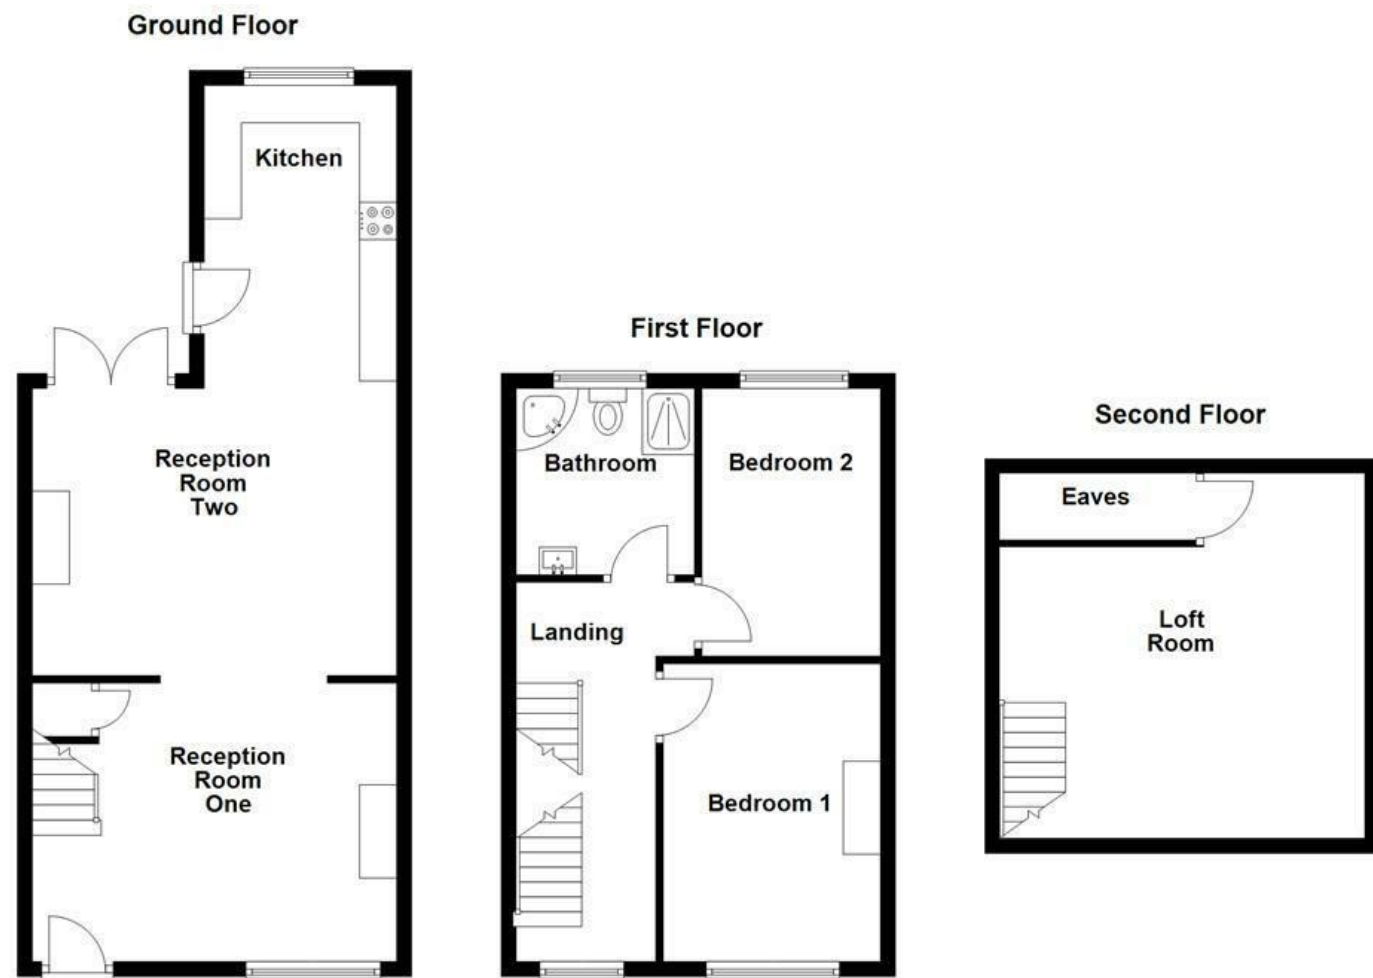 Ground Floor
Kitchen
Reception
Room
Two
Reception
Room
One
First Floor
Bathroom
Bedroom 2
Landing
Bedroom 1
Second Floor
Eaves
Loft
Room